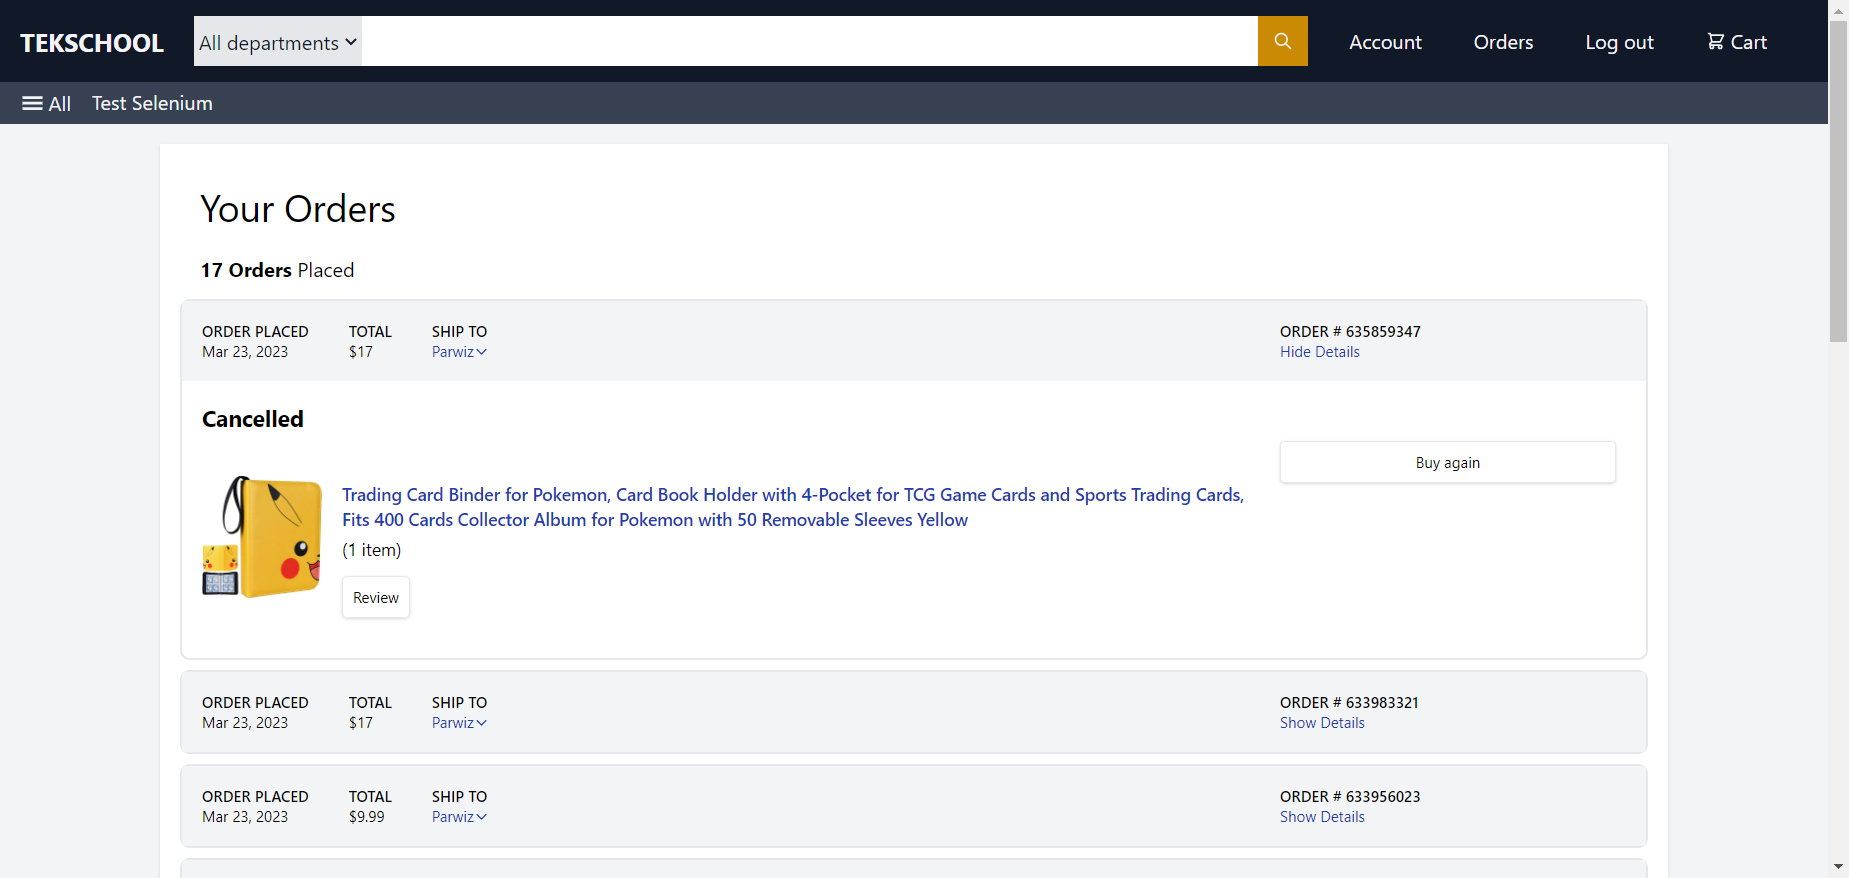 TEKSCHOOL
All departments
Account
Orders
Log out
Cart
All
Test Selenium
Your Orders
17 Orders Placed
ORDER PLACED
Mar 23, 2023
TOTAL
$17
SHIP TO
Parwiz
ORDER # 635859347
Hide Details
Cancelled
Buy again
Trading Card Binder for Pokemon, Card Book Holder with 4-Pocket for TCG Game Cards and Sports Trading Cards,
Fits 400 Cards Collector Album for Pokemon with 50 Removable Sleeves Yellow
(1 item)
Review
ORDER PLACED
Mar 23, 2023
TOTAL
$17
SHIP TO
Parwiz
ORDER # 633983321
Show Details
ORDER PLACED
Mar 23, 2023
TOTAL
$9.99
SHIP TO
Parwiz
ORDER # 633956023
Show Details